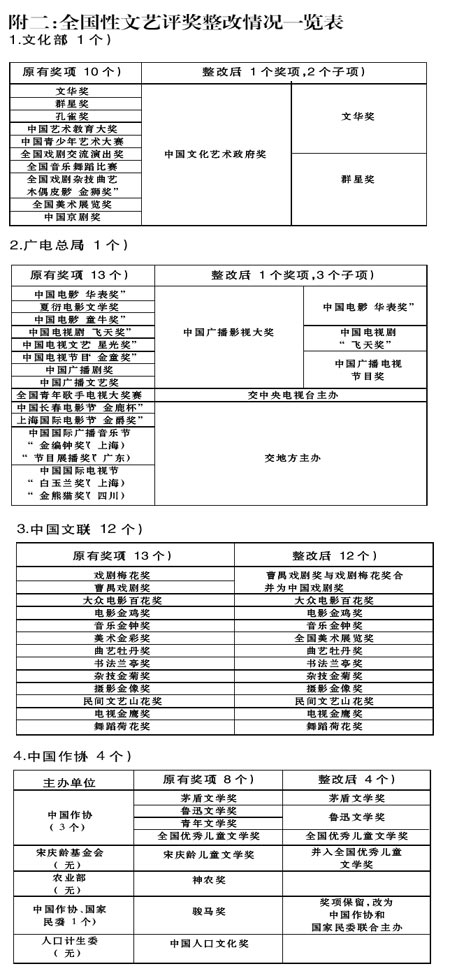 附二:全国性文艺评奖整改情况一览表
1.文化部 1 个)
原有奖项 10 个)
整改后 1 个奖项,2 个子项)
文华奖
群星奖
孔雀奖
中国艺术教育大奖
中国青少年艺术大赛
全国戏剧交流演出奖
全国音乐舞蹈比赛
全国戏剧杂技曲艺
木偶皮影 金狮奖”
全国美术展览奖
中国京剧奖
中国文化艺术政府奖
文华奖
群星奖
2.广电总局 1 个)
原有奖项 13 个)
整改后 1 个奖项,3 个子项)
中国电影 华表奖”
夏衍电影文学奖
中国电影 童牛奖”
中国电视剧 飞天奖”
中国电视文艺 星光奖”
中国电视节目 金童奖”
中国广播剧奖
中国广播文艺奖
中国广播影视大奖
中国电影 华表奖”
中国电视剧
“ 飞天奖”
中国广播电视
节目奖
全国青年歌手电视大奖赛
交中央电视台主办
中国长春电影节 金鹿杯”
上海国际电影节 金爵奖”
中国国际广播音乐节
“ 金编钟奖”( 上海)
“ 节目展播奖”( 广东)
中国国际电视节
“ 白玉兰奖”( 上海)
“ 金熊猫奖”( 四川)
交地方主办
3.中国文联 12 个)
原有奖项 13 个)
整改后 12 个)
戏剧梅花奖
曹禺戏剧奖
曹禺戏剧奖与戏剧梅花奖合
并为中国戏剧奖
大众电影百花奖
大众电影百花奖
电影金鸡奖
电影金鸡奖
音乐金钟奖
音乐金钟奖
美术金彩奖
全国美术展览奖
曲艺牡丹奖
曲艺牡丹奖
书法兰亭奖
书法兰亭奖
杂技金菊奖
杂技金菊奖
摄影金像奖
摄影金像奖
民间文艺山花奖
民间文艺山花奖
电视金鹰奖
电视金鹰奖
舞蹈荷花奖
舞蹈荷花奖
4.中国作协 4 个)
主办单位
原有奖项 8 个)
整改后 4 个)
中国作协
( 3 个)
茅盾文学奖
茅盾文学奖
鲁迅文学奖
青年文学奖
鲁迅文学奖
全国优秀儿童文学奖
全国优秀儿童文学奖
宋庆龄基金会
( 无)
宋庆龄儿童文学奖
并入全国优秀儿童
文学奖
农业部
( 无)
神农奖
中国作协、国家
民委 1 个)
骏马奖
奖项保留,改为
中国作协和
国家民委联合主办
人口计生委
( 无)
中国人口文化奖